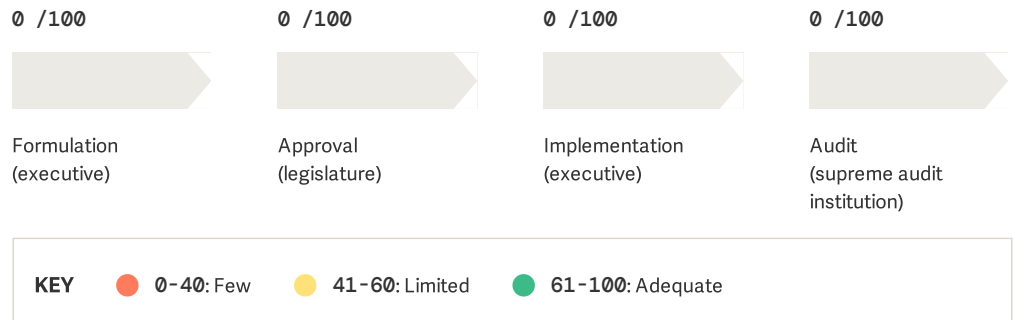 0 /100 0 /100 0 /100 0 /100
Formulation
(executive)
Approval
(legislature)
Implementation
(executive)
Audit
(supreme audit
institution)
KEY 0-40: Few 41-60: Limited 61-100: Adequate